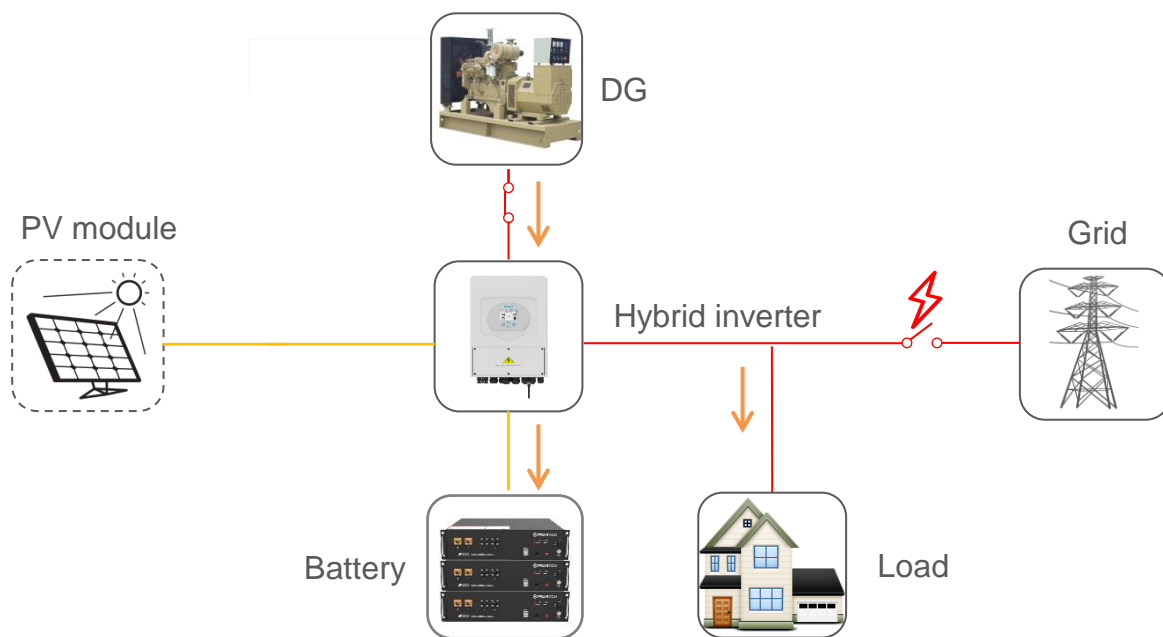 DG
PV module
Grid
Hybrid inverter
Battery
Load